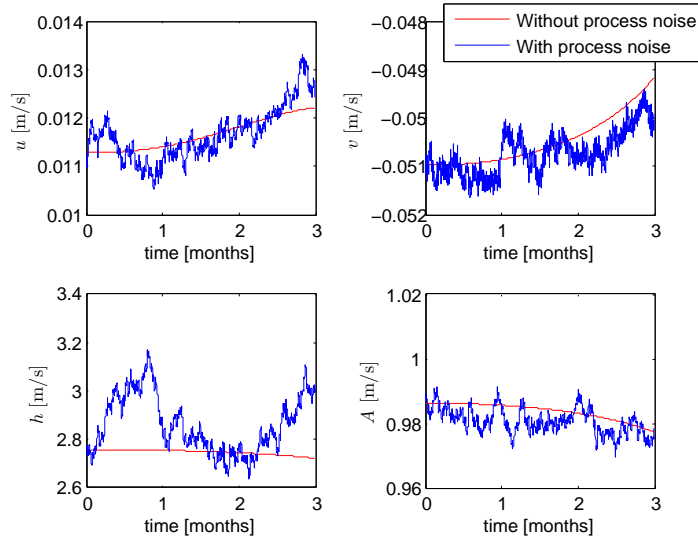 Without process noise
With process noise
0.014
0.013
0.012
0.011
0.01
u [m/s]
0 1 2 3
time [months]
−0.048
−0.049
−0.05
−0.051
−0.052
v [m/s]
0 1 2 3
time [months]
3.4
3.2
3
2.8
2.6
h [m/s]
0 1 2 3
time [months]
1.02
1
0.98
0.96
A [m/s]
0 1 2 3
time [months]